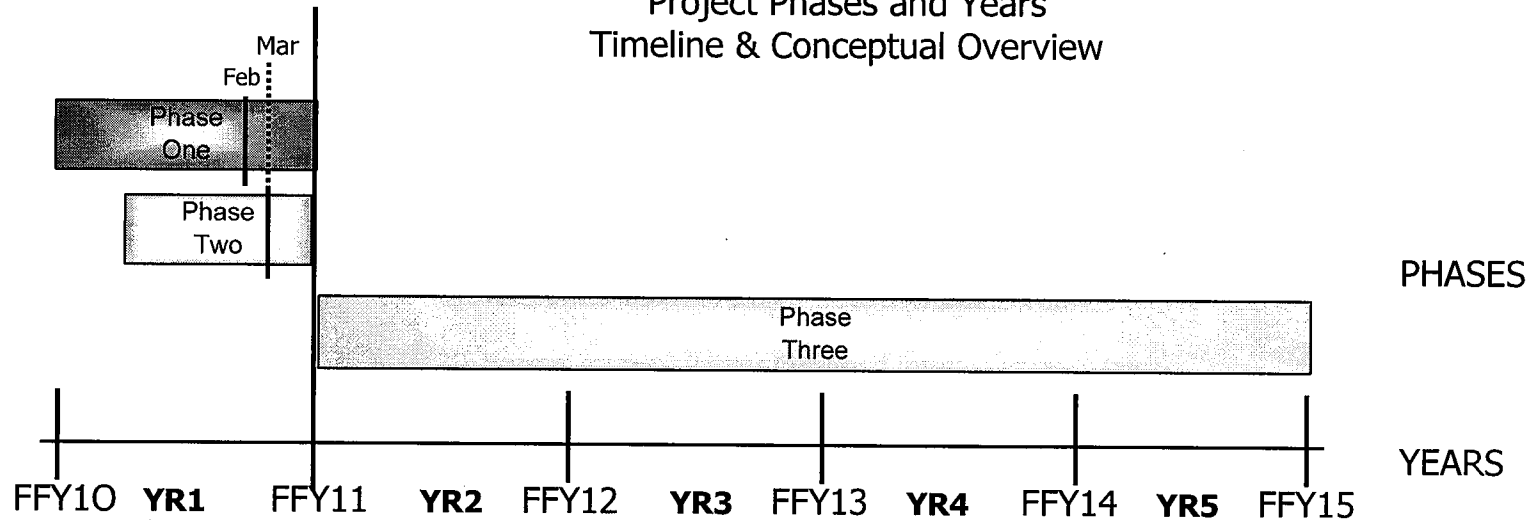 Project Phases and Years
Timeline & Conceptual Overview
Mar
Feb
Phase
One
Phase
Two
PHASES
Phase
Three
YEARS
FFY10 YR1 FFY11 YR2 FFY12 YR3 FFY13 YR4 FFY14 YR5 FFY15